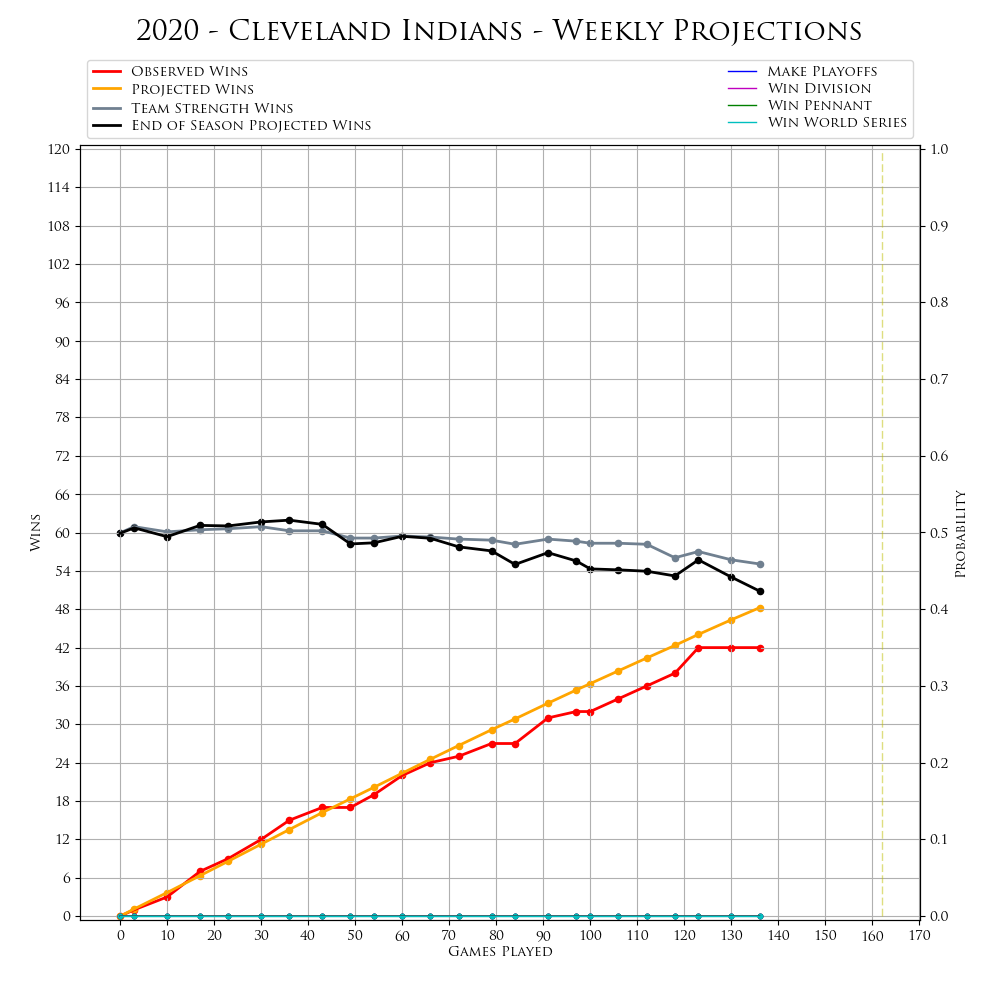 2020 - Cleveland Indians - Weekly Projections
Observed Wins
Projected Wins
Team Strength Wins
End of Season Projected Wins
Make Playoffs
Win Division
Win Pennant
Win World Series
120
114
108
102
96
90
84
78
72
66
60
54
48
42
36
30
24
18
12
6
0
Wins
1.0
0.9
0.8
0.7
0.6
0.5
0.4
0.3
0.2
0.1
0.0
Probability
0 10 20 30 40 50 60 70 80 90 100 110 120 130 140 150 160 170
Games Played